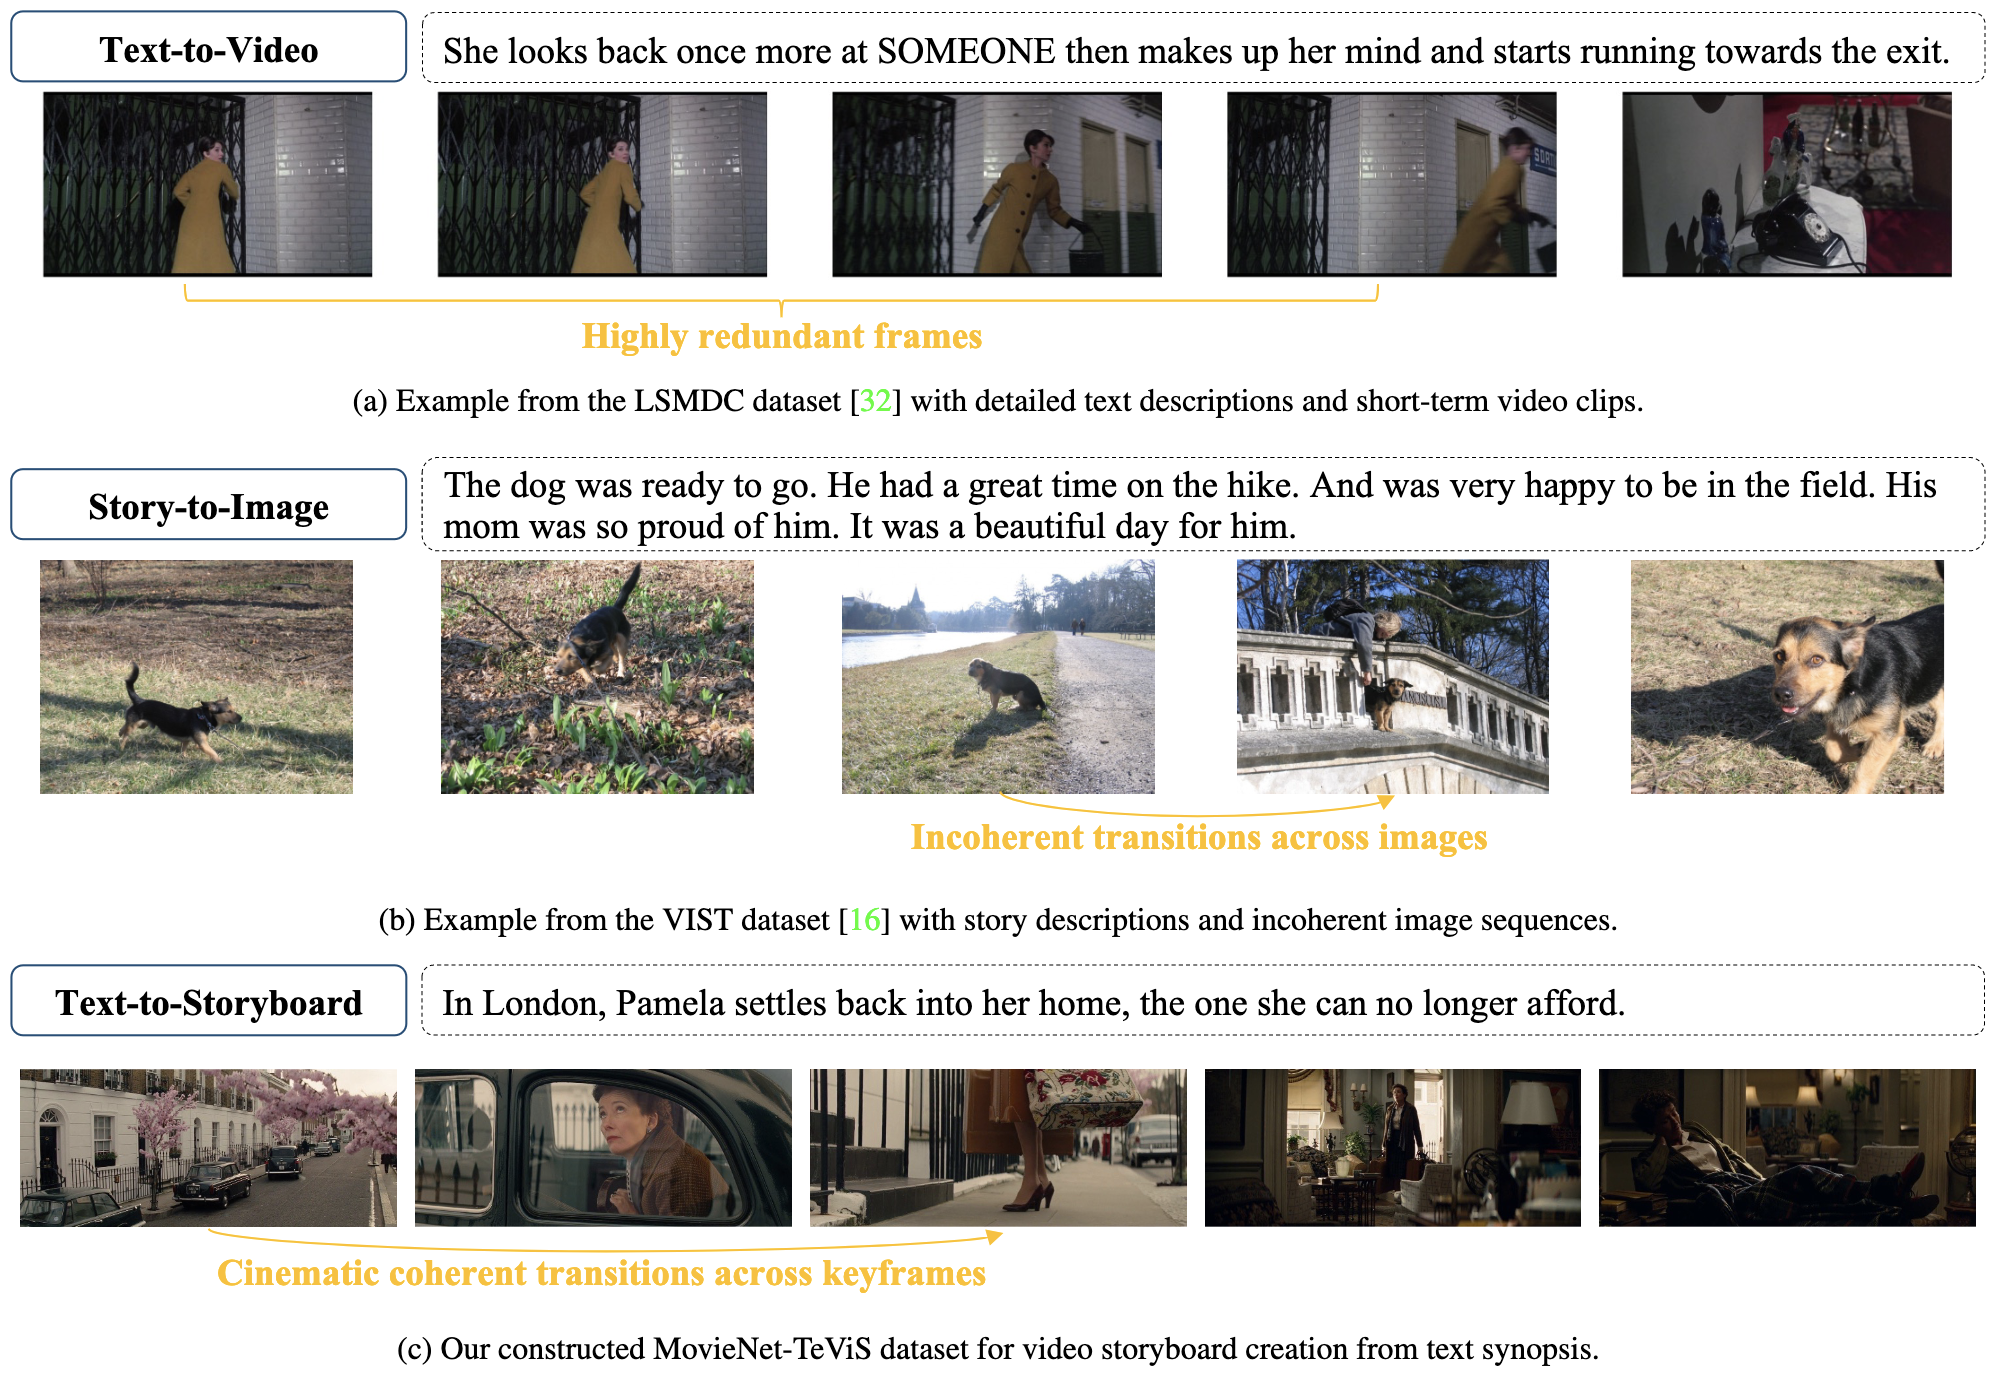 Text-to-Video
She looks back once more at SOMEONE then makes up her mind and starts running towards the exit.
SORT
Highly redundant frames
(a) Example from the LSMDC dataset [32] with detailed text descriptions and short-term video clips.
Story-to-Image
The dog was ready to go. He had a great time on the hike. And was very happy to be in the field. His
mom was so proud of him. It was a beautiful day for him.
Incoherent transitions across images
(b) Example from the VIST dataset [16] with story descriptions and incoherent image sequences.
Text-to-Storyboard
In London, Pamela settles back into her home, the one she can no longer afford.
Cinematic coherent transitions across keyframes
(c) Our constructed MovieNet-TeViS dataset for video storyboard creation from text synopsis.